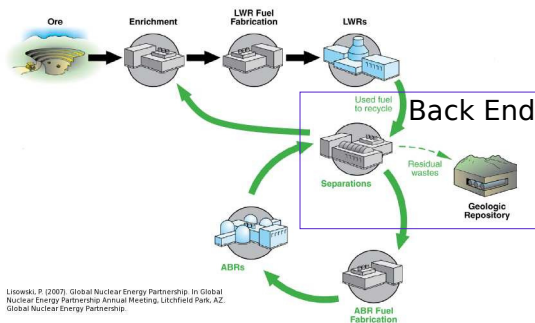 Ore
Enrichment
LWR Fuel
Fabrication
LWRs
Used fuel
to recycle
Back End
Separations
Residual
wastes
Geologic
Repository
ABRs
ABR Fuel
Fabrication
Lisowski, P. (2007). Global Nuclear Energy Partnership. In Global
Nuclear Energy Partnership Annual Meeting, Litchfield Park, AZ.
Global Nuclear Energy Partnership.